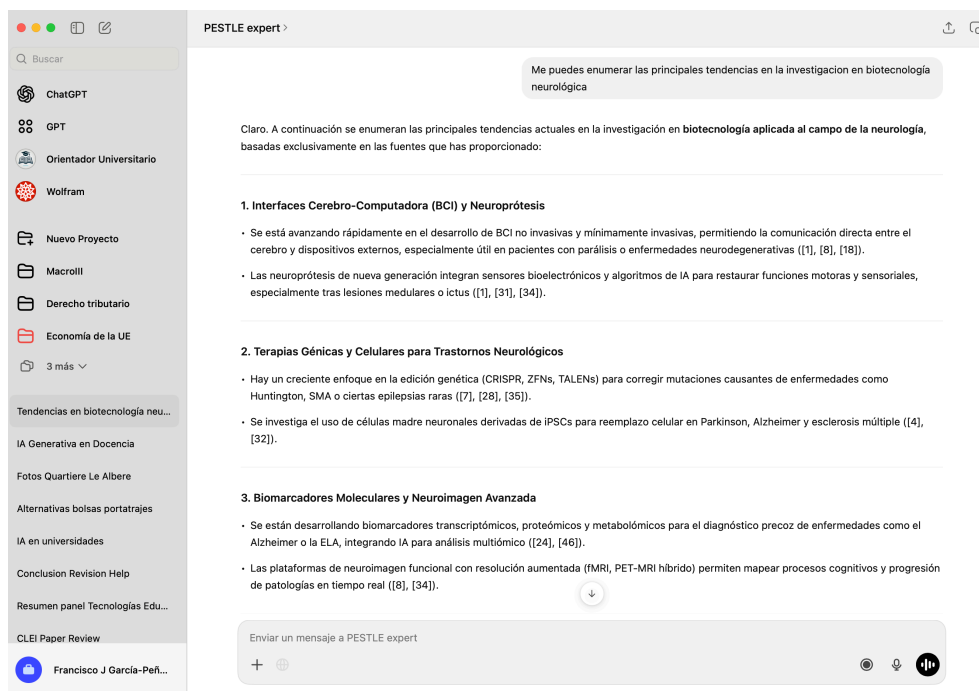 PESTLE expert >
Buscar
ChatGPT
GPT
Orientador Universitario
Wolfram
Nuevo Proyecto
MacroIII
Derecho tributario
Economía de la UE
3 más
Tendencias en biotecnología neu...
IA Generativa en Docencia
Fotos Quartiere Le Albere
Alternativas bolsas portatrajes
IA en universidades
Conclusion Revision Help
Resumen panel Tecnologías Edu...
CLEI Paper Review
Francisco J García-Peñ...
Me puedes enumerar las principales tendencias en la investigacion en biotecnología
neurológica
Claro. A continuación se enumeran las principales tendencias actuales en la investigación en biotecnología aplicada al campo de la neurología,
basadas exclusivamente en las fuentes que has proporcionado:
1. Interfaces Cerebro-Computadora (BCI) y Neuroprótesis
• Se está avanzando rápidamente en el desarrollo de BCI no invasivas y mínimamente invasivas, permitiendo la comunicación directa entre el
cerebro y dispositivos externos, especialmente útil en pacientes con parálisis o enfermedades neurodegenerativas ([1], [8], [18]).
• Las neuroprótesis de nueva generación integran sensores bioelectrónicos y algoritmos de IA para restaurar funciones motoras y sensoriales,
especialmente tras lesiones medulares o ictus ([1], [31], [34]).
2. Terapias Génicas y Celulares para Trastornos Neurológicos
• Hay un creciente enfoque en la edición genética (CRISPR, ZFNs, TALENs) para corregir mutaciones causantes de enfermedades como
Huntington, SMA o ciertas epilepsias raras ([7], [28], [35]).
• Se investiga el uso de células madre neuronales derivadas de iPSCs para reemplazo celular en Parkinson, Alzheimer y esclerosis múltiple ([4],
[32]).
3. Biomarcadores Moleculares y Neuroimagen Avanzada
• Se están desarrollando biomarcadores transcriptómicos, proteómicos y metabolómicos para el diagnóstico precoz de enfermedades como el
Alzheimer o la ELA, integrando IA para análisis multiómico ([24], [46]).
• Las plataformas de neuroimagen funcional con resolución aumentada (fMRI, PET-MRI híbrido) permiten mapear procesos cognitivos y progresión
de patologías en tiempo real ([8], [34]).
Enviar un mensaje a PESTLE expert